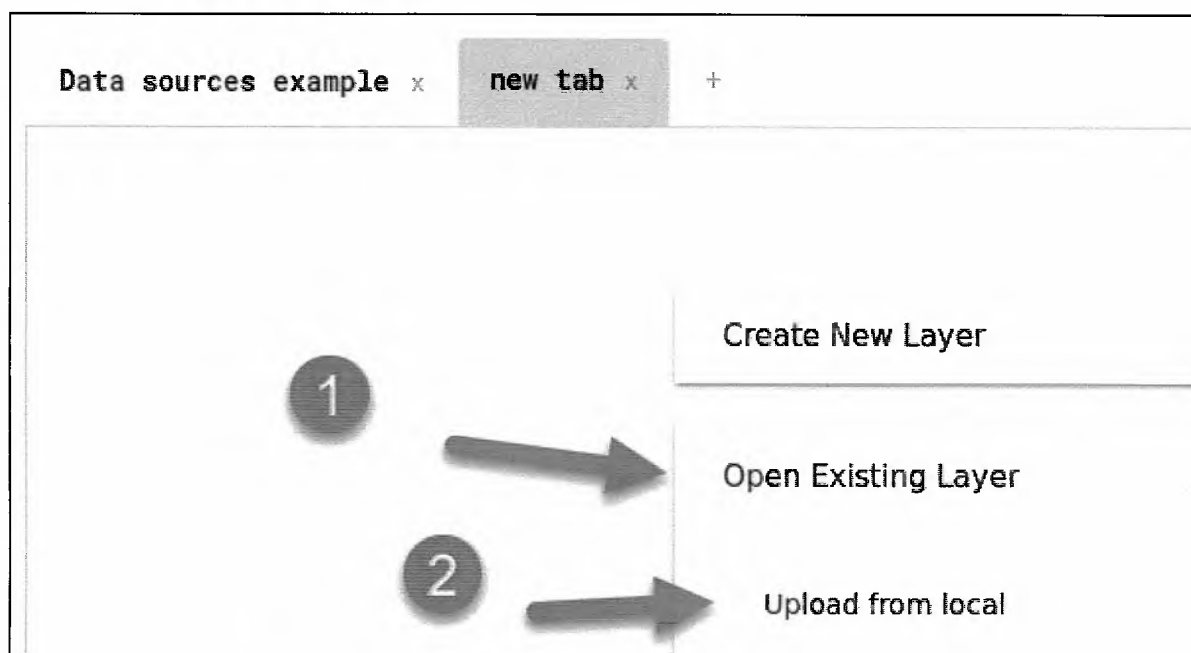 Data sources example x new tab x +
Create New Layer
1
Open Existing Layer
2
Upload from local